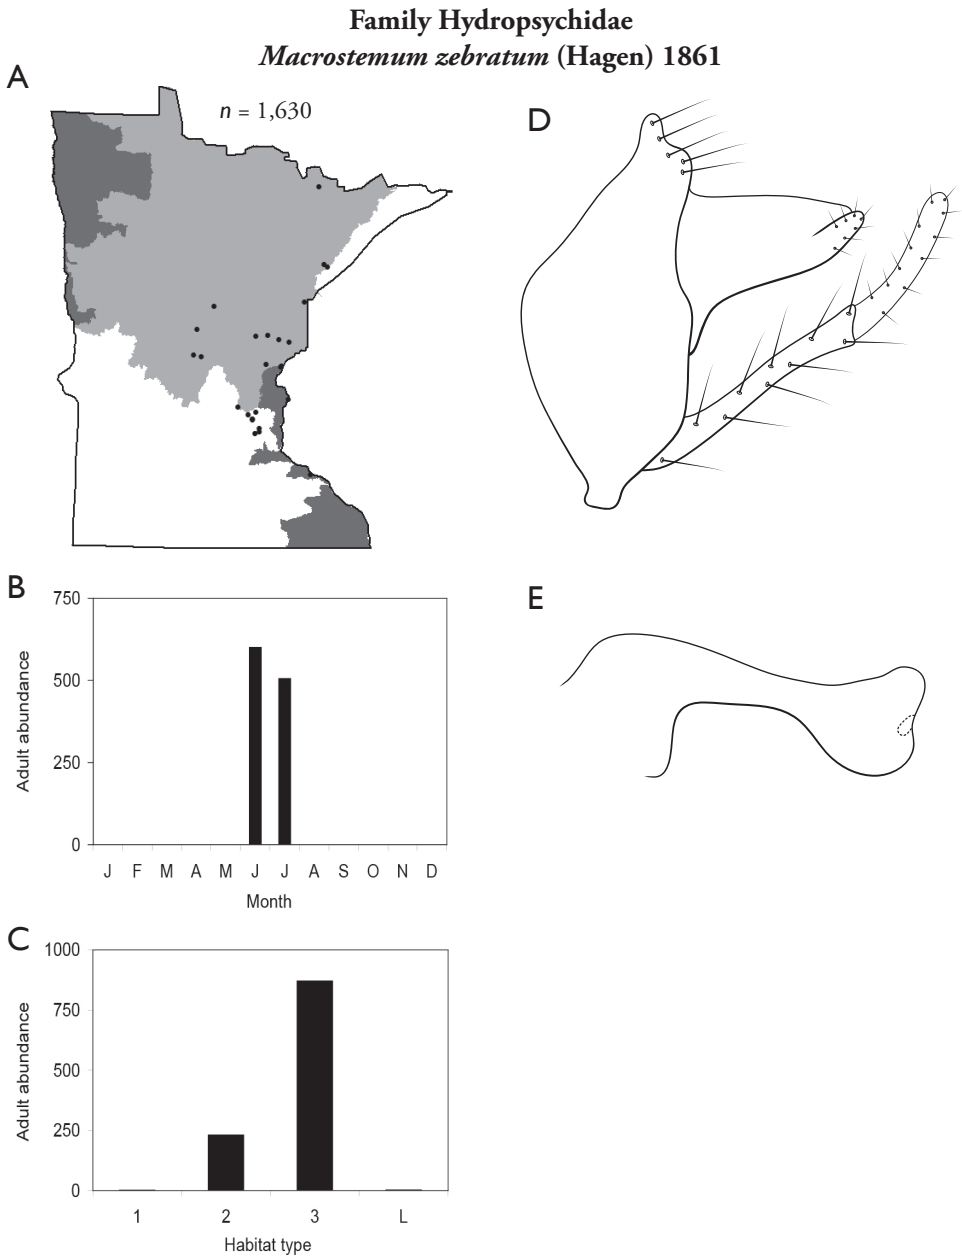 Family Hydropsychidae
Macrostemum zebratum (Hagen) 1861
A
n = 1,630
D
B
750
500
250
0
Adult abundance
J F M A M J J A S O N D
Month
E
C
1000
750
500
250
0
Adult abundance
1 2 3 L
Habitat type